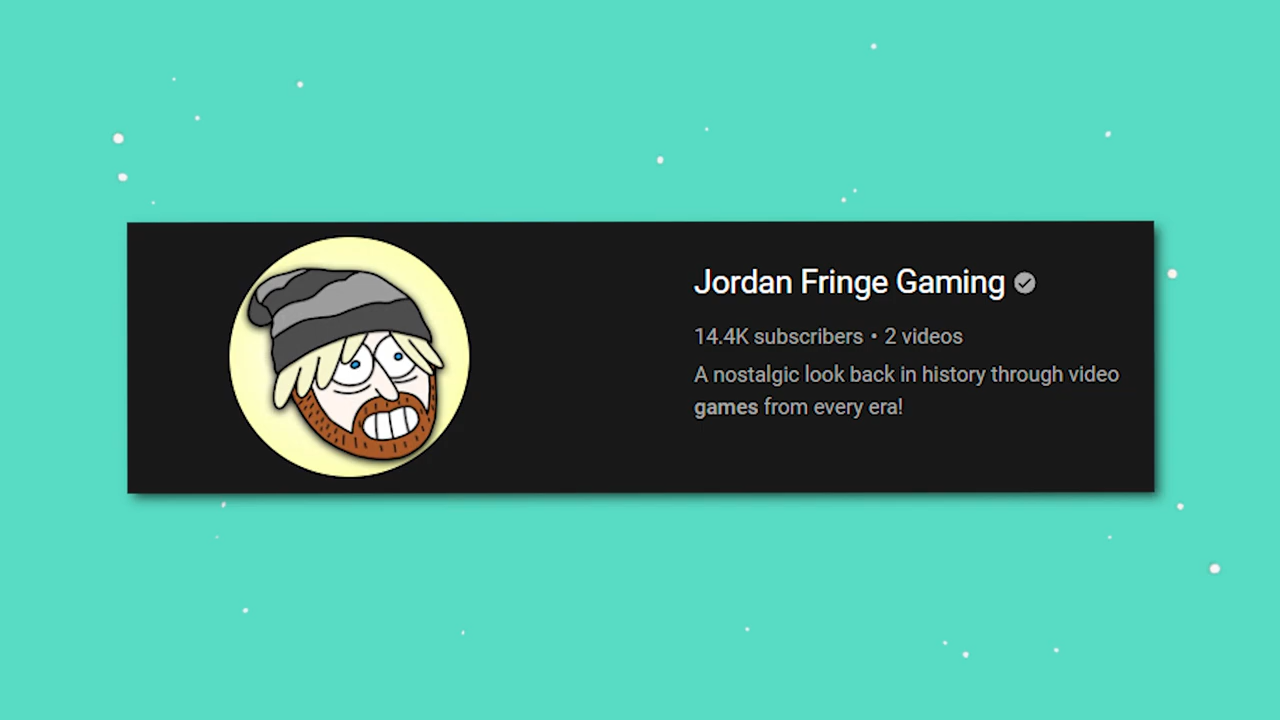 Jordan Fringe Gaming
14.4K subscribers • 2 videos
A nostalgic look back in history through video
games from every era!